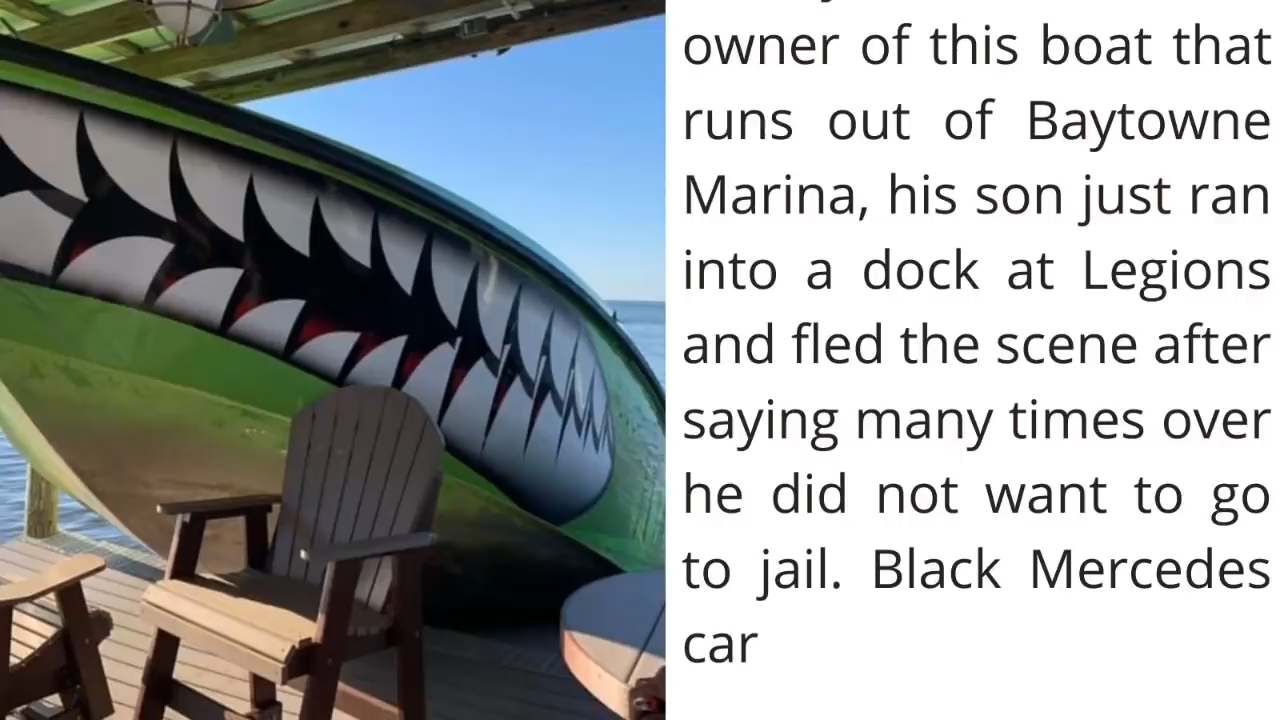 owner of this boat that
runs out of Baytowne
Marina, his son just ran
into a dock at Legions
and fled the scene after
saying many times over
he did not want to go
to jail. Black Mercedes
car